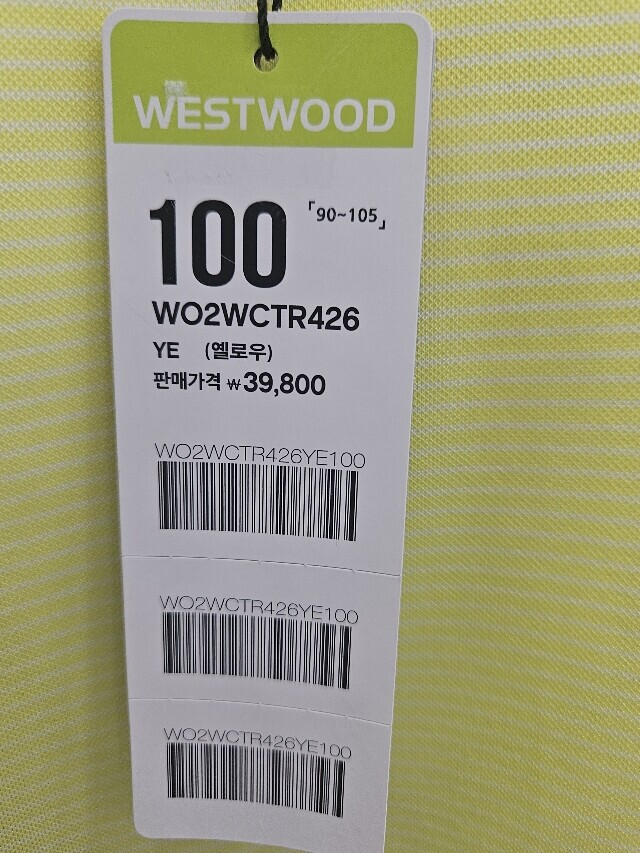 WESTWOOD
100 「90~105」
WO2WCTR426
YE (옐로우)
판매가격 ₩39,800
WO2WCTR426YE100
WO2WCTR426YE100
WO2WCTR426YE100